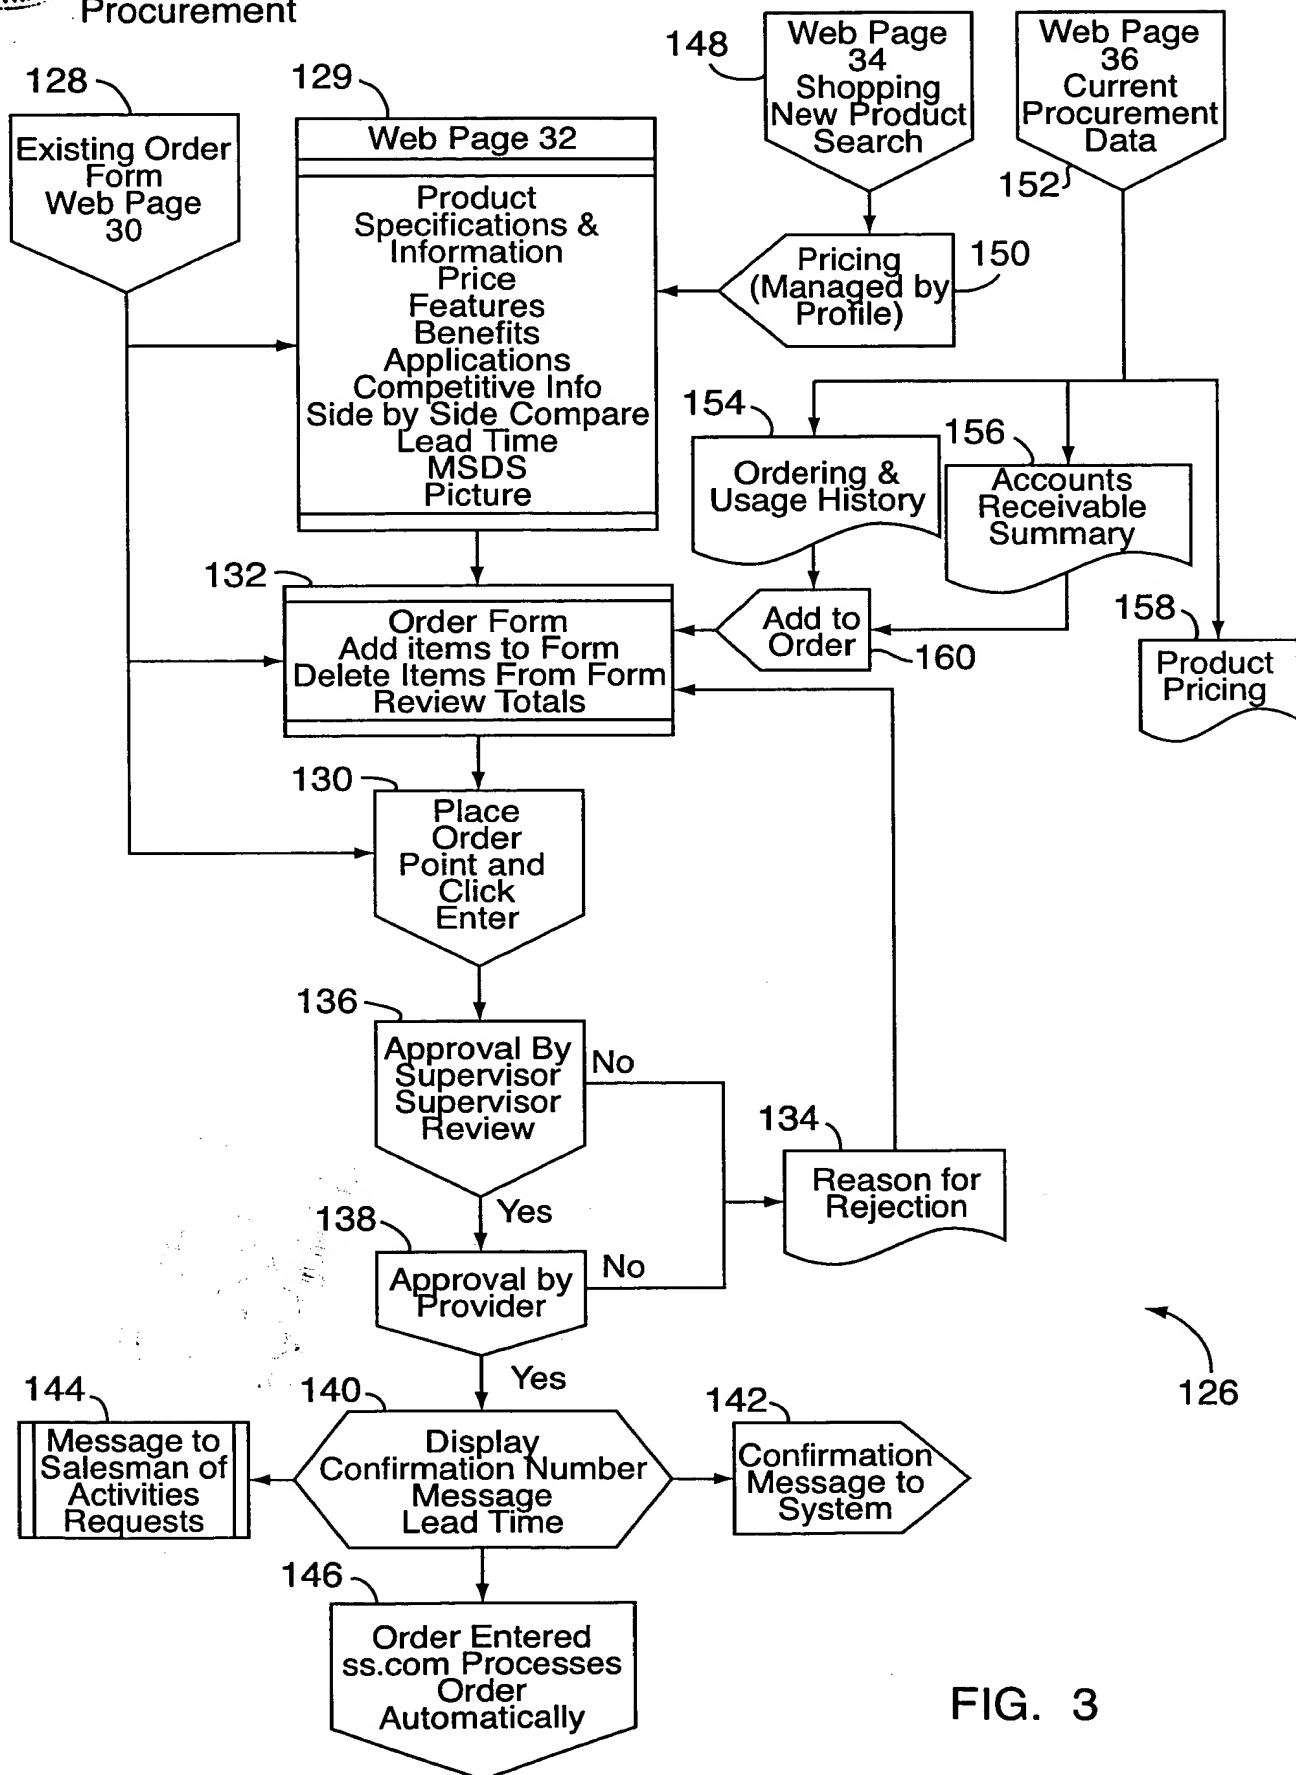 Procurement
128
Existing Order
Form
Web Page
30
129
Web Page 32
Product
Specifications &
Information
Price
Features
Benefits
Applications
Competitive Info
Side by Side Compare
Lead Time
MSDS
Picture
148
Web Page
34
Shopping
New Product
Search
Web Page
36
Current
Procurement
Data
152
Pricing
(Managed by
Profile)
150
154
Ordering &
Usage History
156
Accounts
Receivable
Summary
158
Product
Pricing
132
Order Form
Add items to Form
Delete Items From Form
Review Totals
Add to
Order
160
130
Place
Order
Point and
Click
Enter
136
Approval By
Supervisor
Supervisor
Review
No
Yes
134
Reason for
Rejection
138
Approval by
Provider
No
Yes
126
144
Message to
Salesman of
Activities
Requests
140
Display
Confirmation Number
Message
Lead Time
142
Confirmation
Message to
System
146
Order Entered
ss.com Processes
Order
Automatically
FIG. 3